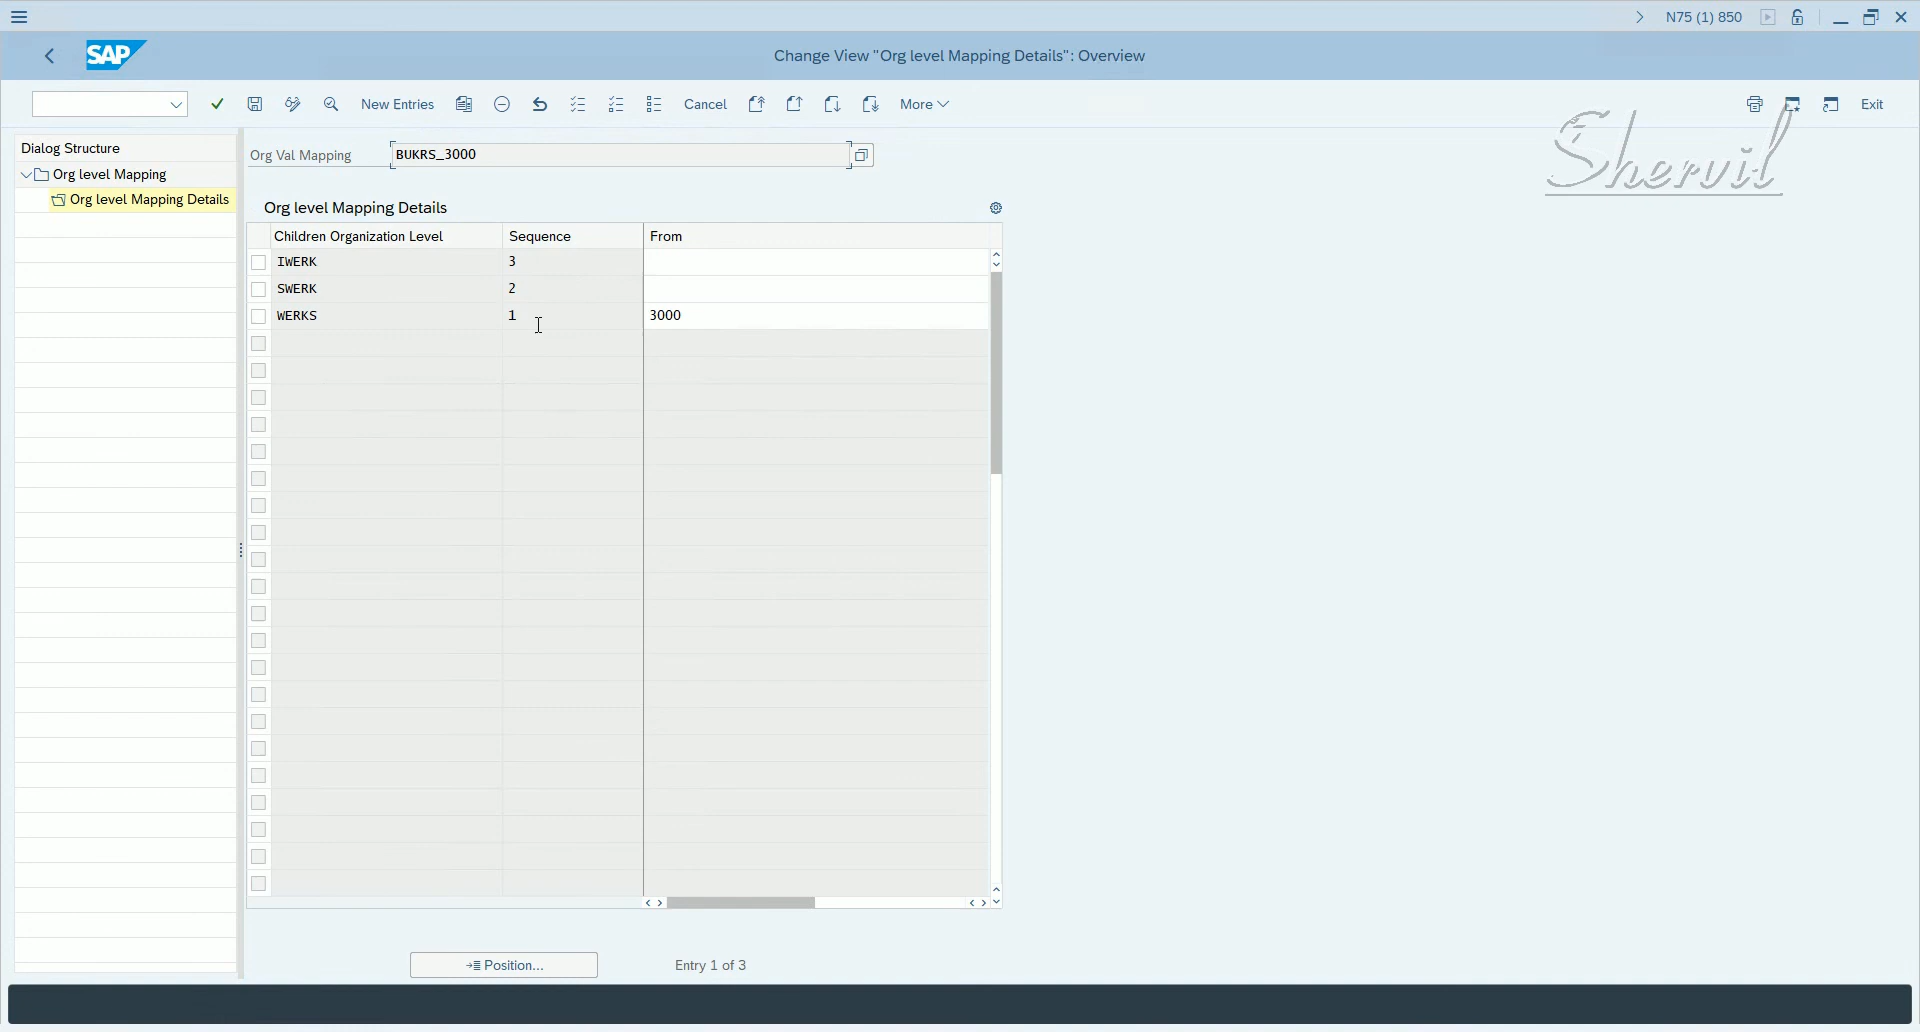 N75 (1) 850
SAP
Change View "Org level Mapping Details": Overview
New Entries
Cancel
More
Exit
Shervil
Dialog Structure
Org level Mapping
Org level Mapping Details
Org Val Mapping
BUKRS_3000
Org level Mapping Details
Children Organization Level
Sequence
From
IWERK
3
SWERK
2
WERKS
1
3000
Position...
Entry 1 of 3